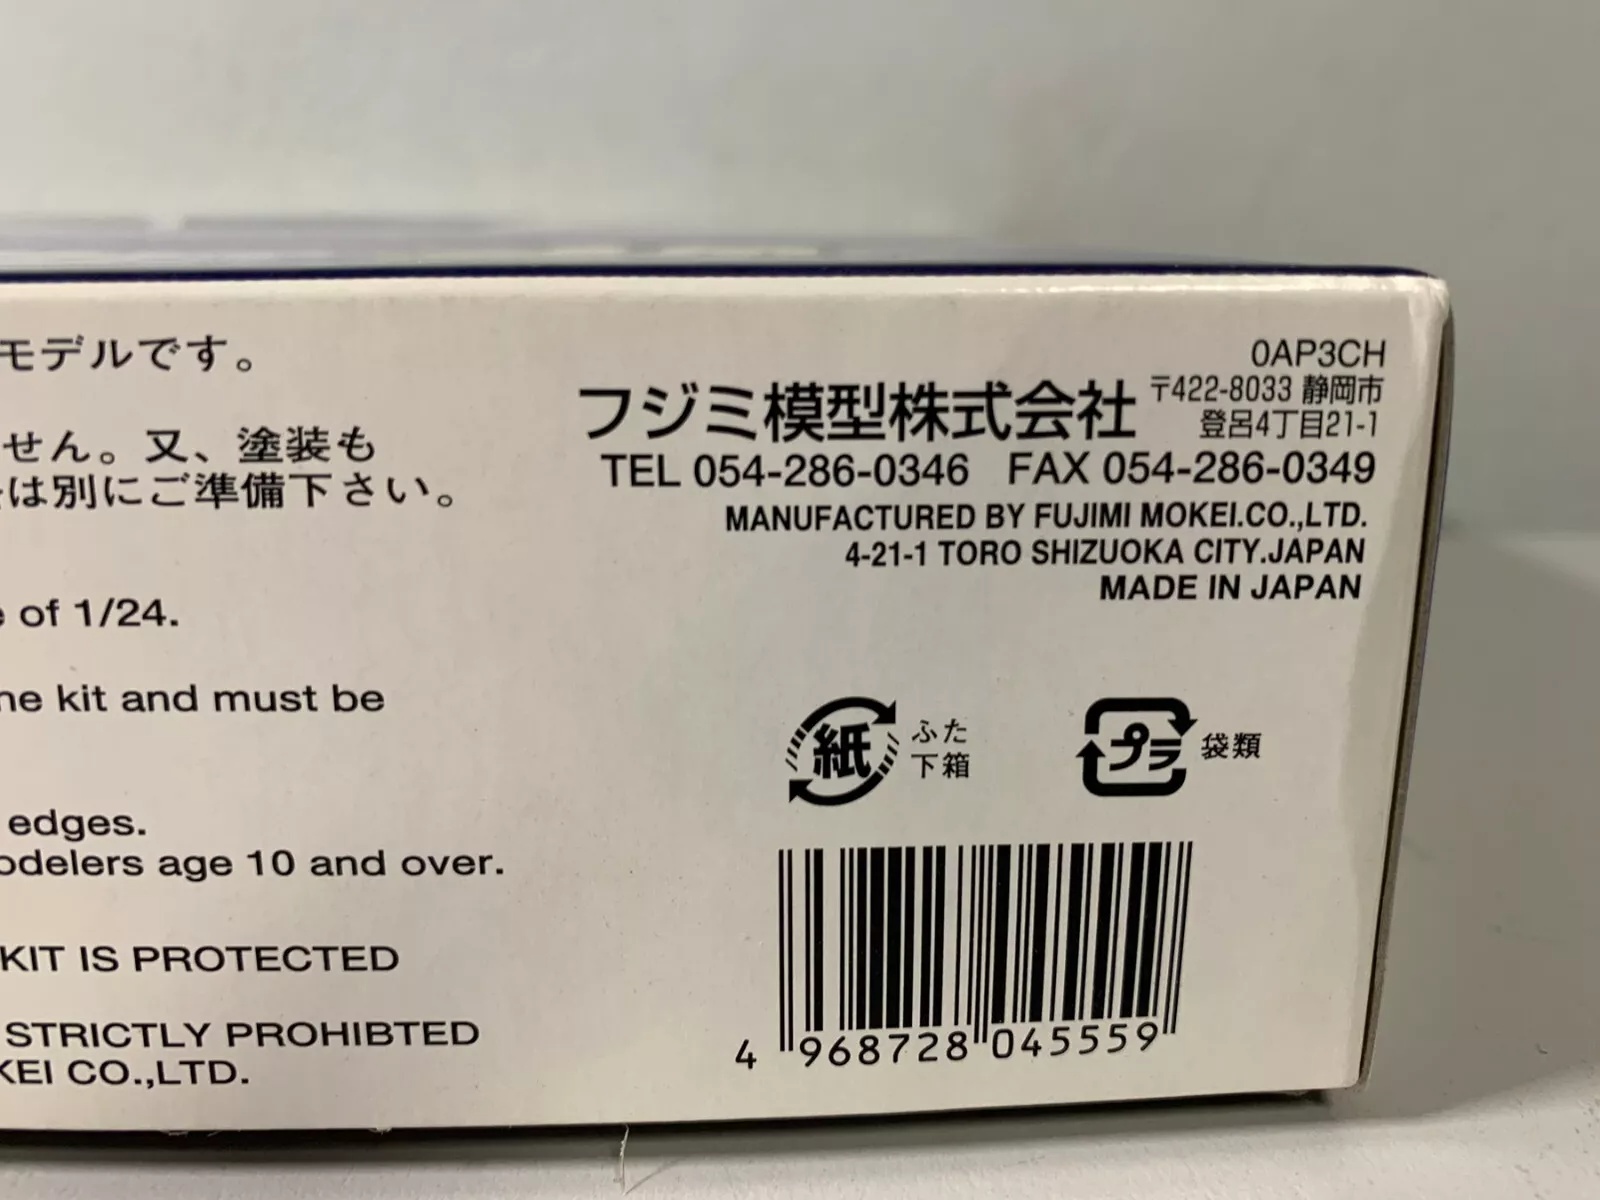 モデルです。
せん。又、塗装も
は別にご準備下さい。
of 1/24.
kit and must be
edges.
age 10 and over.
KIT IS PROTECTED
STRICTLY PROHIBTED
CO.,LTD.
0AP3CH
フジミ模型株式会社 〒422-8033 静岡市
登呂4丁目21-1
TEL 054-286-0346 FAX 054-286-0349
MANUFACTURED BY FUJIMI MOKEI.CO.,LTD.
4-21-1 TORO SHIZUOKA CITY.JAPAN
MADE IN JAPAN
紙 ふた
下箱
プラ 袋類
4 968728 045559